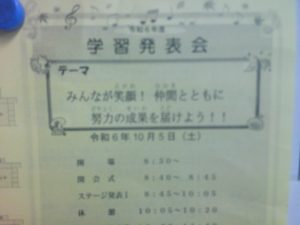 令和6年度
学習発表会
テーマ
みんなが笑顔！ 仲間とともに
努力の成果を届けよう！！
令和6年10月5日（土）
開 場 8:30～
開会式 8:40～ 8:45
ステージ発表Ⅰ 8:45～10:05
休 憩 10:05～10:20